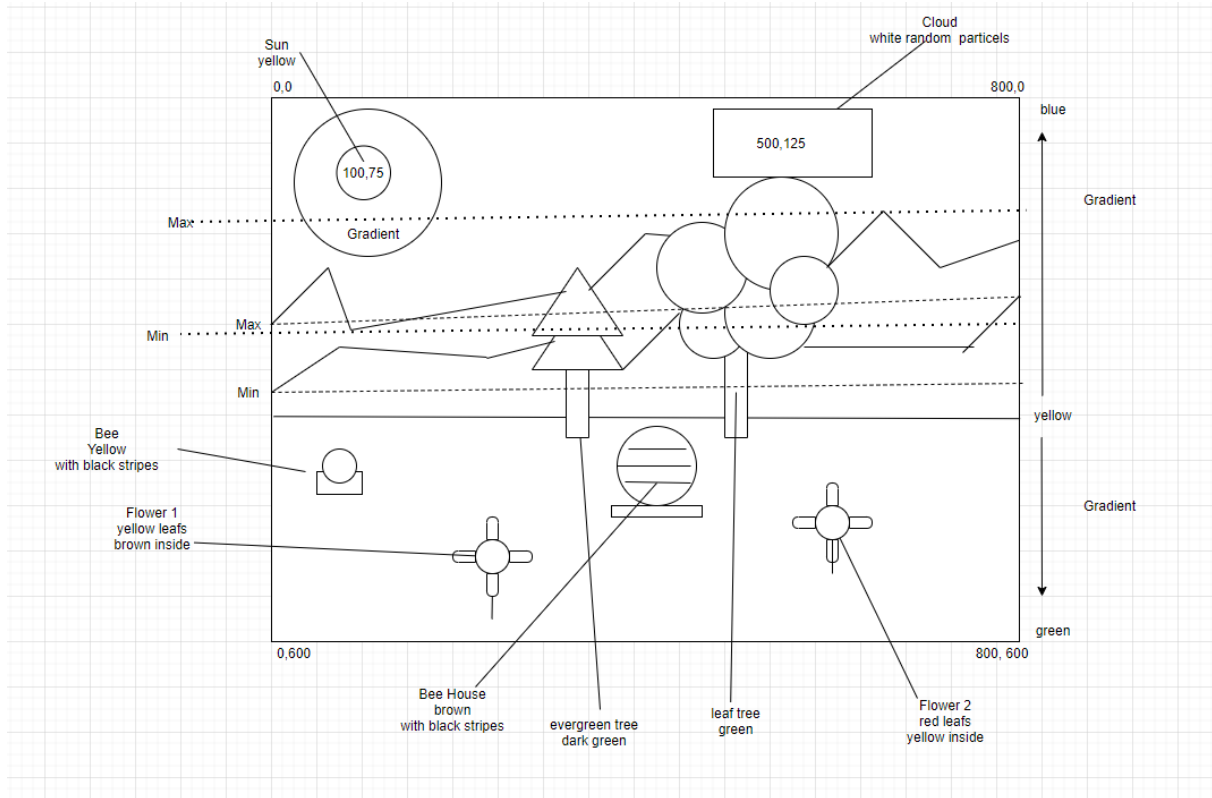 Cloud
white random  particels
Sun
yellow
0,0
800,0
blue
500,125
100,75
Gradient
Max
Gradient
Max
Min
Min
yellow
Bee
Yellow
with black stripes
Flower 1
yellow leafs
brown inside
Gradient
green
0,600
800, 600
Bee House
brown
with black stripes
evergreen tree
dark green
leaf tree
green
Flower 2
red leafs
yellow inside